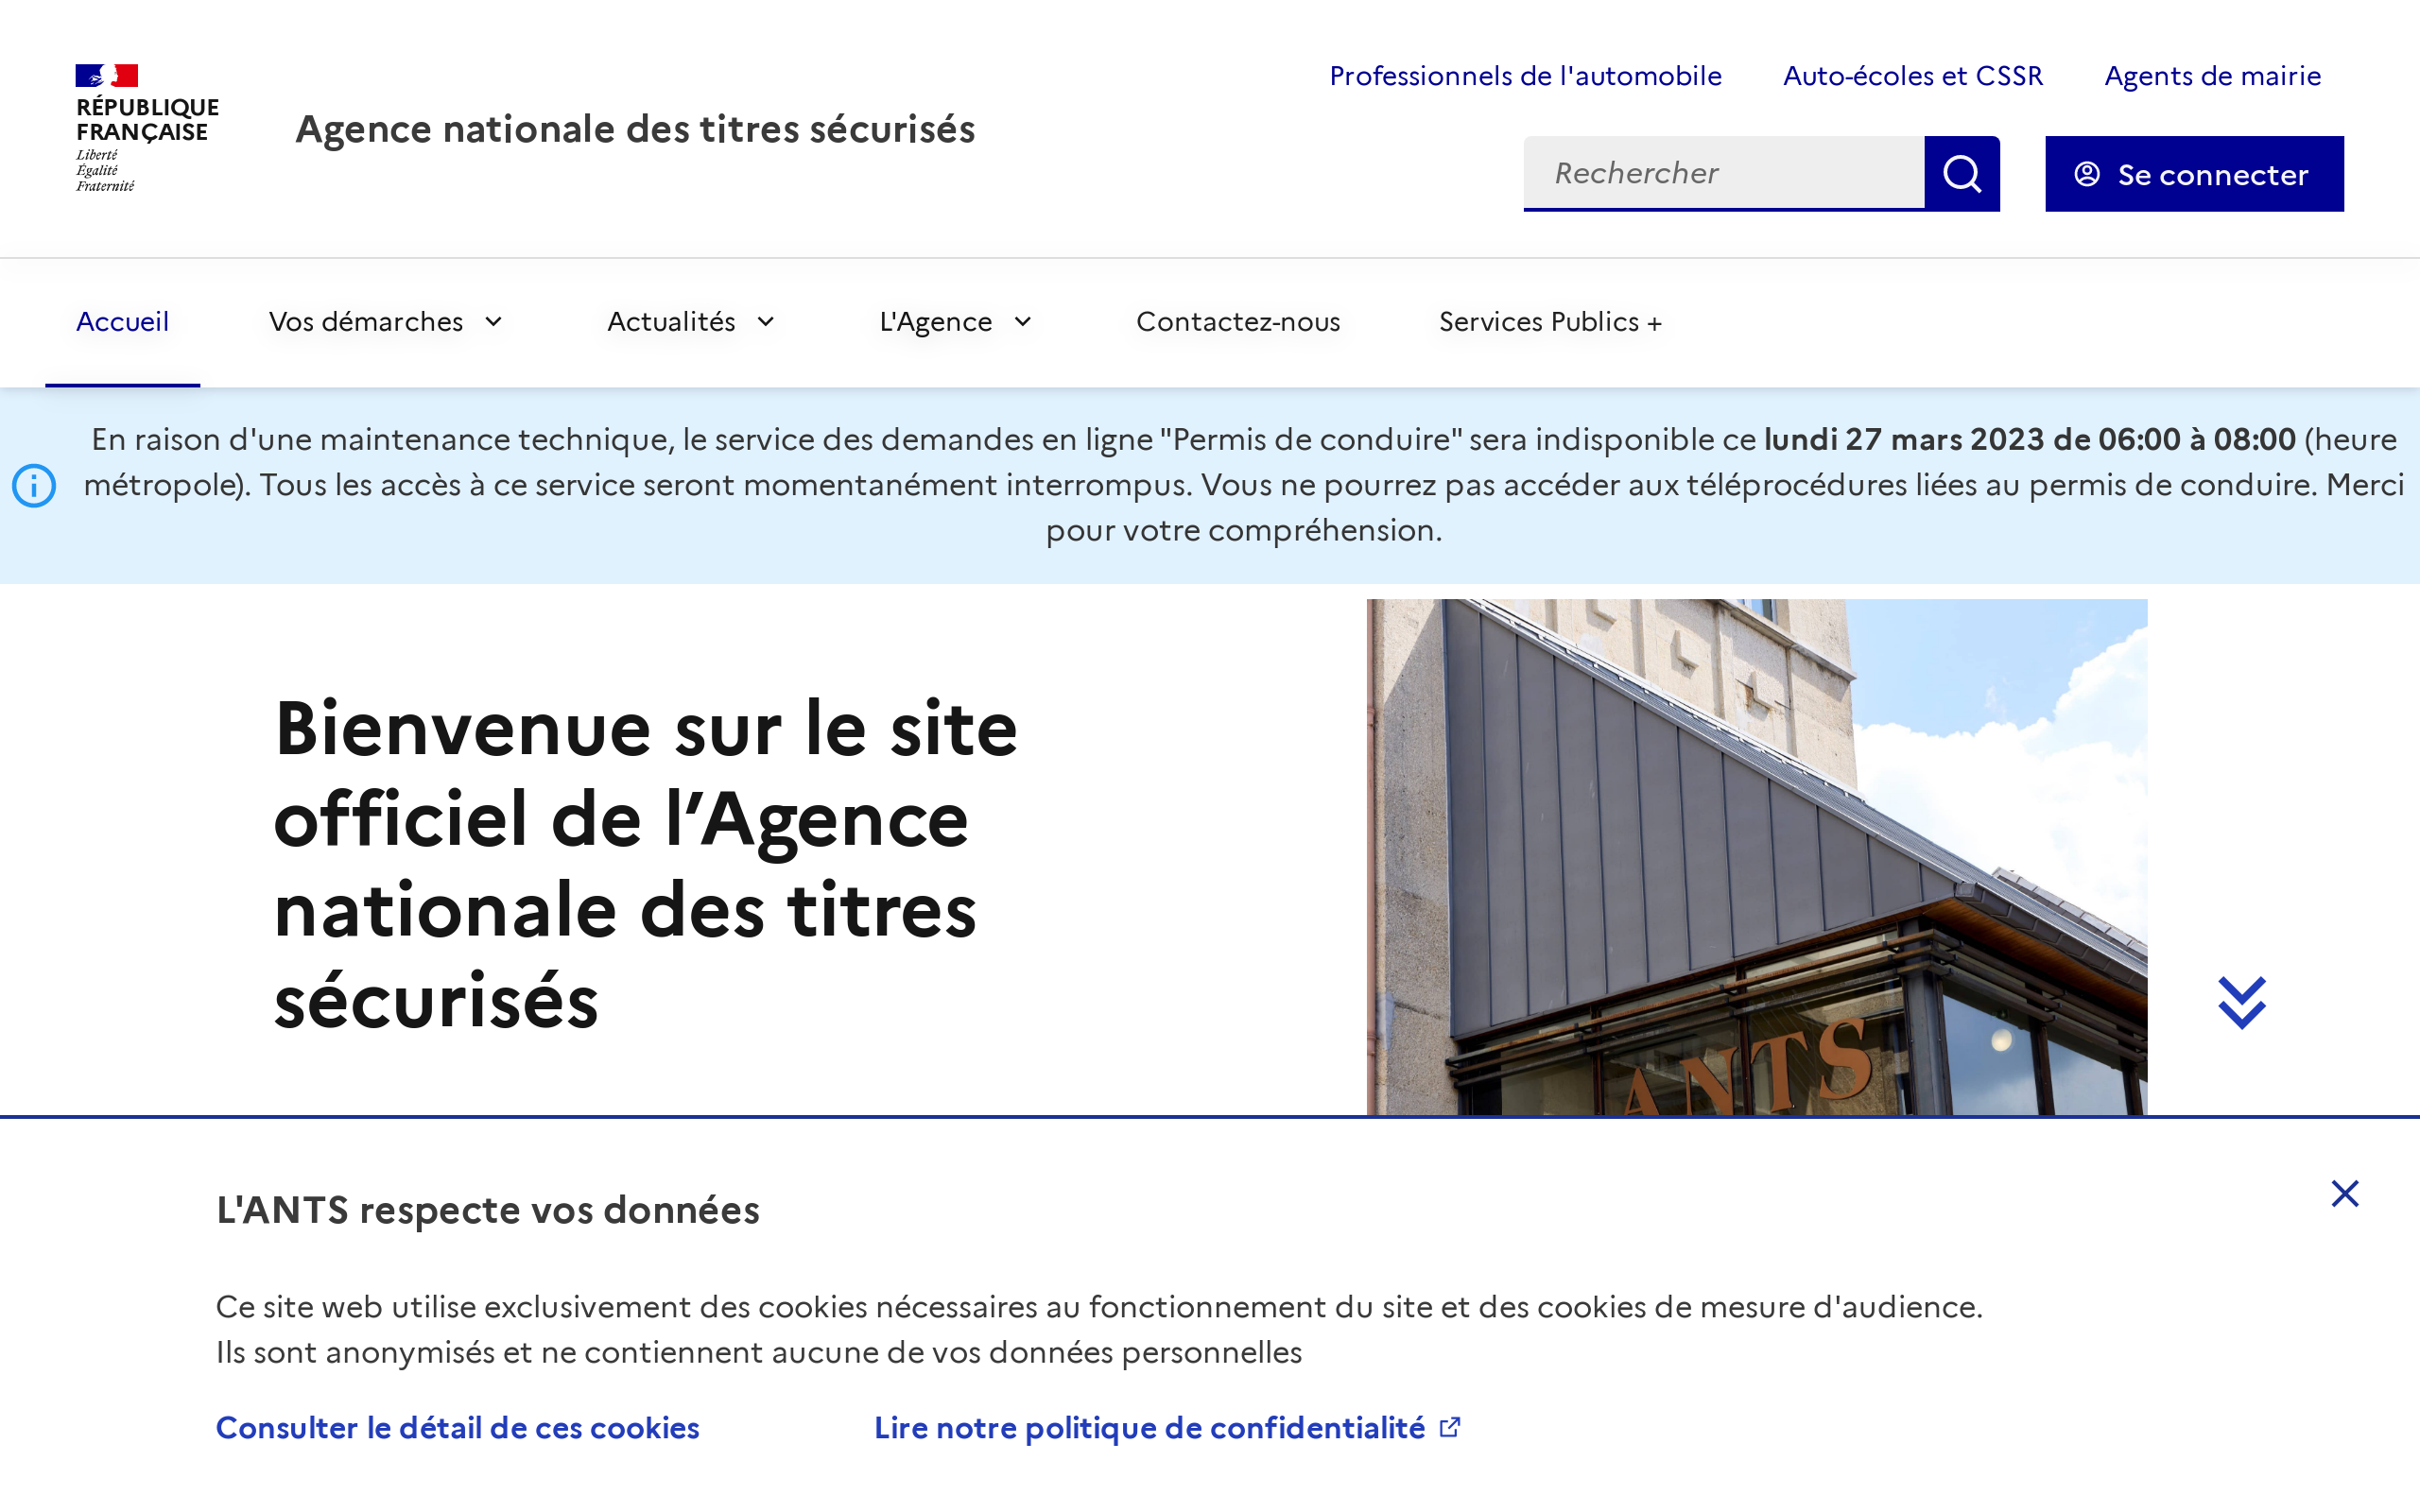 RÉPUBLIQUE
FRANÇAISE
Liberté
Égalité
Fraternité
Agence nationale des titres sécurisés
Professionnels de l'automobile
Auto-écoles et CSSR
Agents de mairie
Rechercher
Se connecter
Accueil
Vos démarches
Actualités
L'Agence
Contactez-nous
Services Publics +
En raison d'une maintenance technique, le service des demandes en ligne "Permis de conduire" sera indisponible ce lundi 27 mars 2023 de 06:00 à 08:00 (heure
métropole). Tous les accès à ce service seront momentanément interrompus. Vous ne pourrez pas accéder aux téléprocédures liées au permis de conduire. Merci
pour votre compréhension.
Bienvenue sur le site
officiel de l’Agence
nationale des titres
sécurisés
ANTS
L'ANTS respecte vos données
Ce site web utilise exclusivement des cookies nécessaires au fonctionnement du site et des cookies de mesure d'audience.
Ils sont anonymisés et ne contiennent aucune de vos données personnelles
Consulter le détail de ces cookies
Lire notre politique de confidentialité